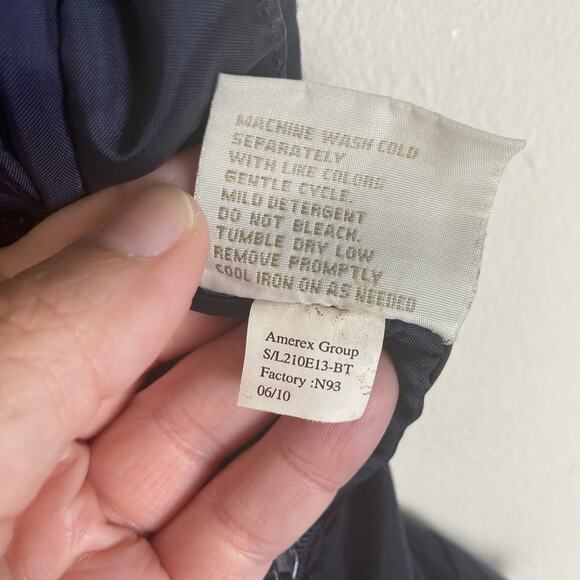 MACHINE WASH COLD
SEPARATELY
WITH LIKE COLORS
GENTLE CYCLE.
MILD DETERGENT
DO NOT BLEACH.
TUMBLE DRY LOW
REMOVE PROMPTLY
COOL IRON ON AS NEEDED
Amerex Group
S/L210E13-BT
Factory :N93
06/10